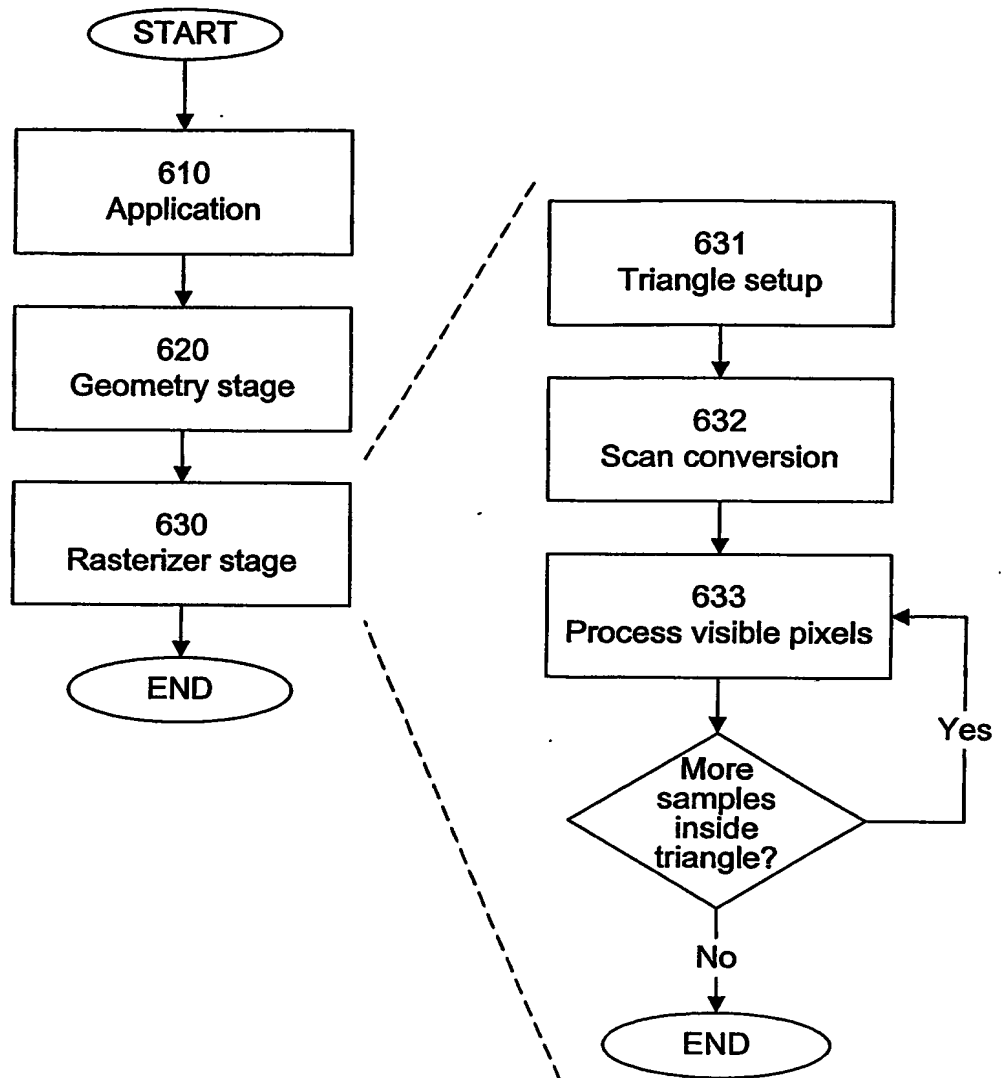 START
610
Application
620
Geometry stage
630
Rasterizer stage
END
631
Triangle setup
632
Scan conversion
633
Process visible pixels
More
samples
inside
triangle?
Yes
No
END